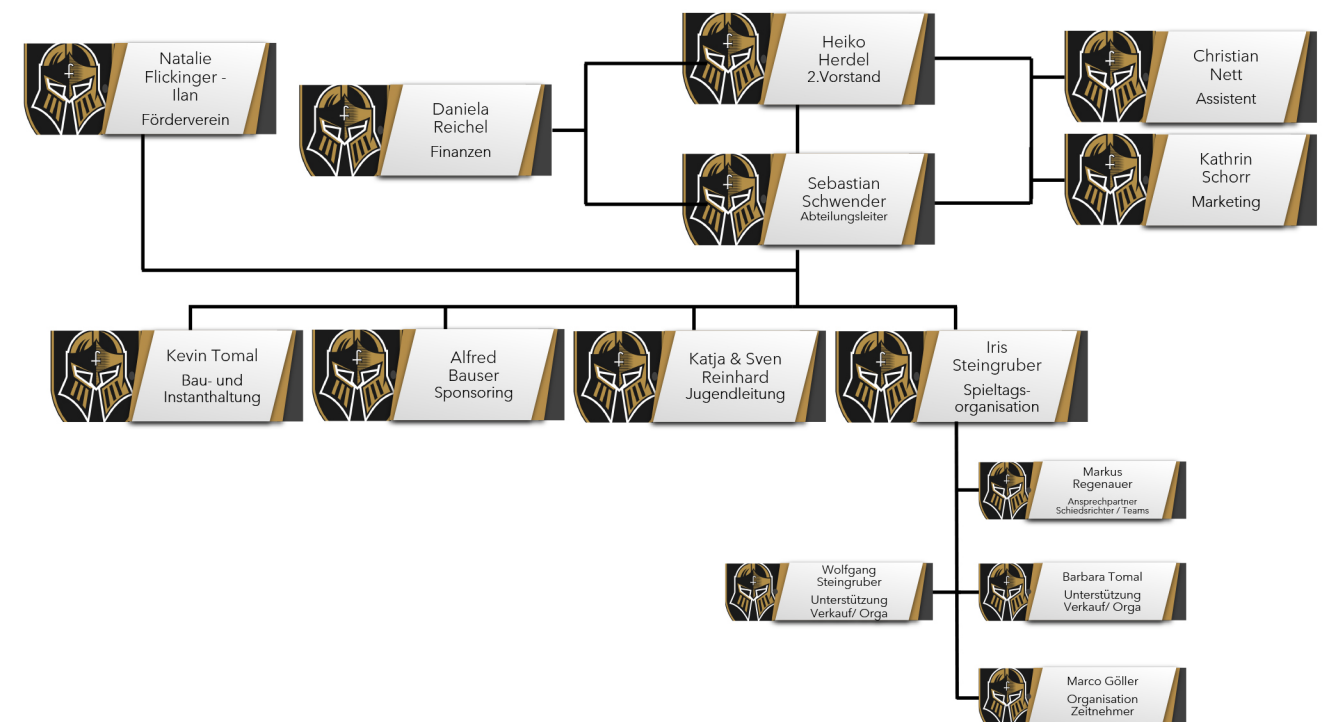 Natalie
Flickinger -
Ilan
Förderverein
Daniela
Reichel
Finanzen
Heiko
Herdel
2.Vorstand
Sebastian
Schwender
Abteilungsleiter
Christian
Nett
Assistent
Kathrin
Schorr
Marketing
Kevin Tomal
Bau- und
Instanthaltung
Alfred
Bauser
Sponsoring
Katja & Sven
Reinhard
Jugendleitung
Iris
Steingruber
Spieltags-
organisation
Markus
Regenauer
Ansprechpartner
Schiedsrichter / Teams
Wolfgang
Steingruber
Unterstützung
Verkauf/ Orga
Barbara Tomal
Unterstützung
Verkauf/ Orga
Marco Göller
Organisation
Zeitnehmer